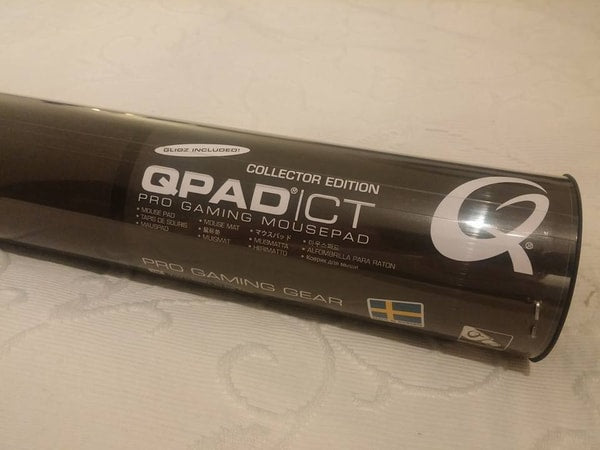 GLIDZ INCLUDED!
COLLECTOR EDITION
QPAD®|CT
PRO GAMING MOUSEPAD
• MOUSE PAD • MOUSE MAT • マウスパッド • 마우스패드
• TAPIS DE SOURIS • 鼠标垫 • MUSMATTA • ALFOMBRILLA PARA RATON
• MAUSPAD • MUISMAT • HIIRIMATTO • Коврик для мыши
PRO GAMING GEAR
Q®